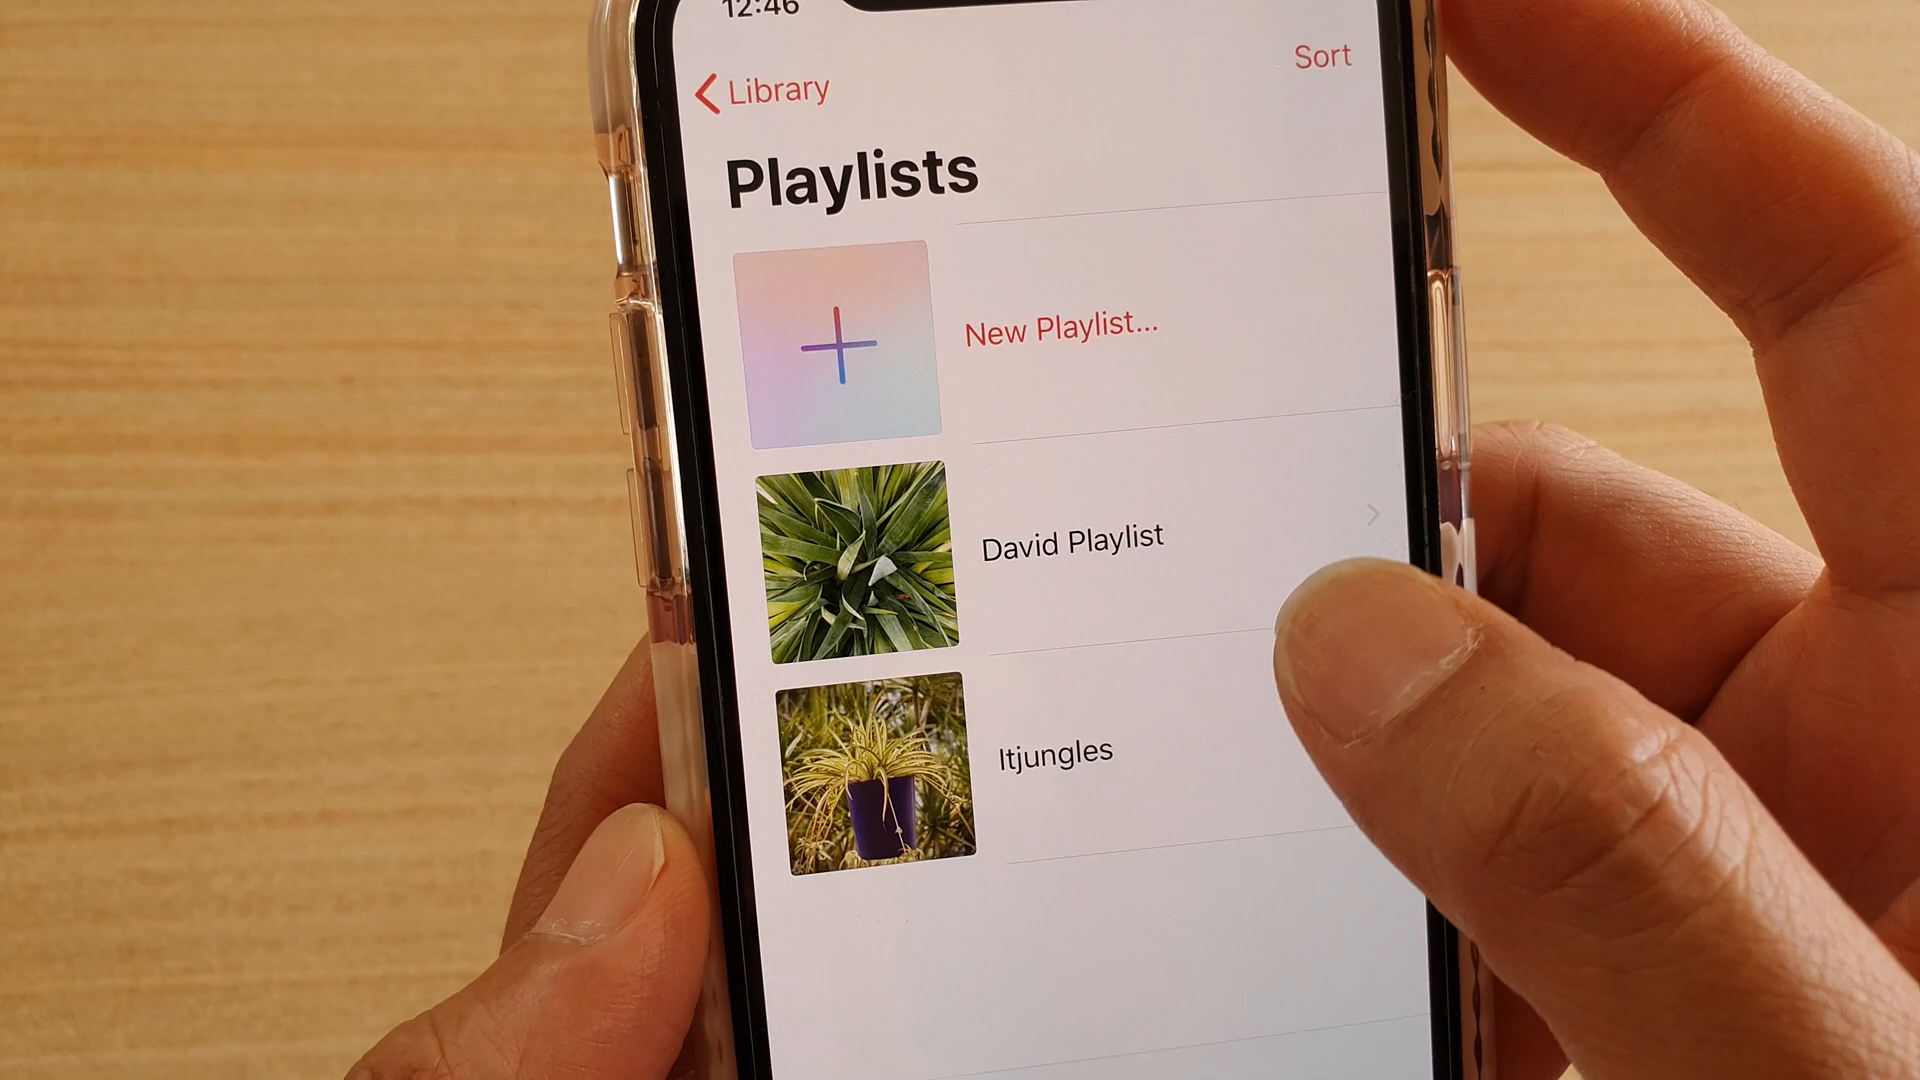 12:46
Library
Sort
Playlists
New Playlist...
David Playlist
Itjungles